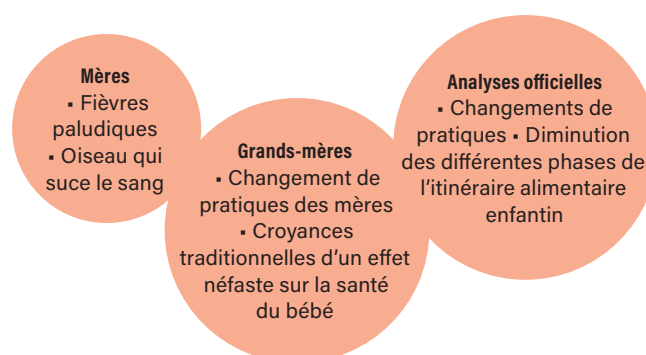 Mères
▪ Fièvres
paludiques
▪ Oiseau qui
suce le sang
Grands-mères
▪ Changement de
pratiques des mères
▪ Croyances
traditionnelles d’un effet
néfaste sur la santé
du bébé
Analyses officielles
▪ Changements de
pratiques ▪ Diminution
des différentes phases de
l’itinéraire alimentaire
enfantin